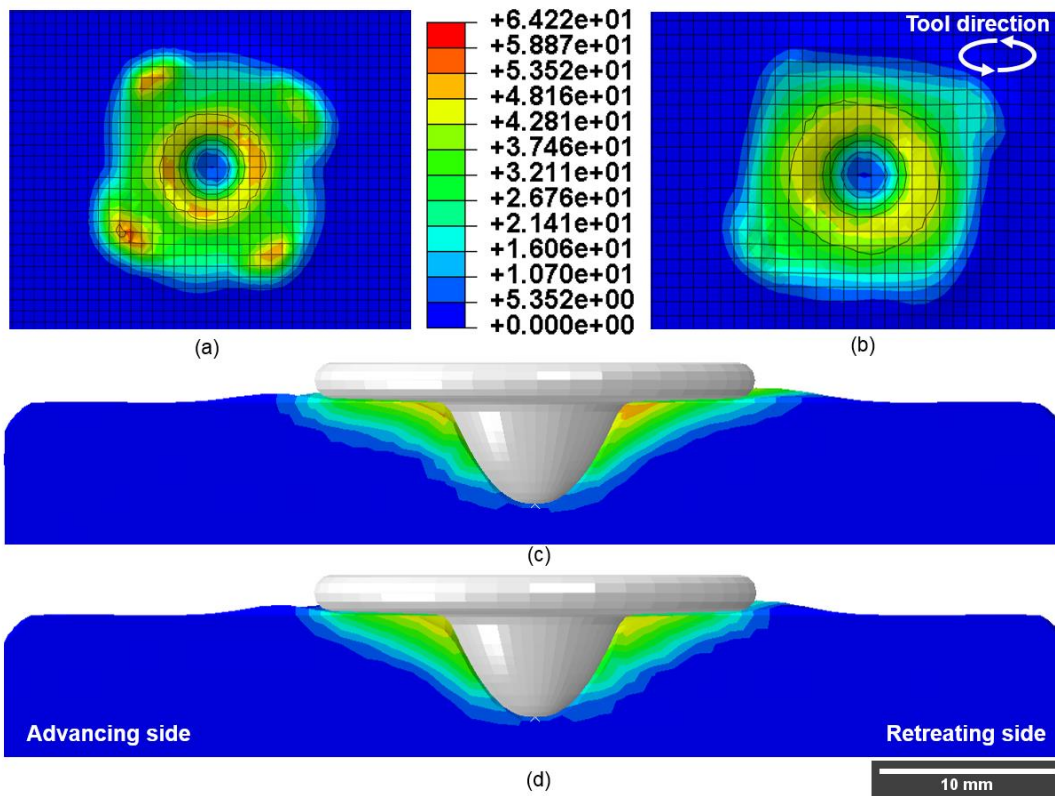 +6.422e+01
+5.887e+01
+5.352e+01
+4.816e+01
+4.281e+01
+3.746e+01
+3.211e+01
+2.676e+01
+2.141e+01
+1.606e+01
+1.070e+01
+5.352e+00
+0.000e+00
Tool direction
(a)
(b)
(c)
Advancing side
Retreating side
(d)
10 mm